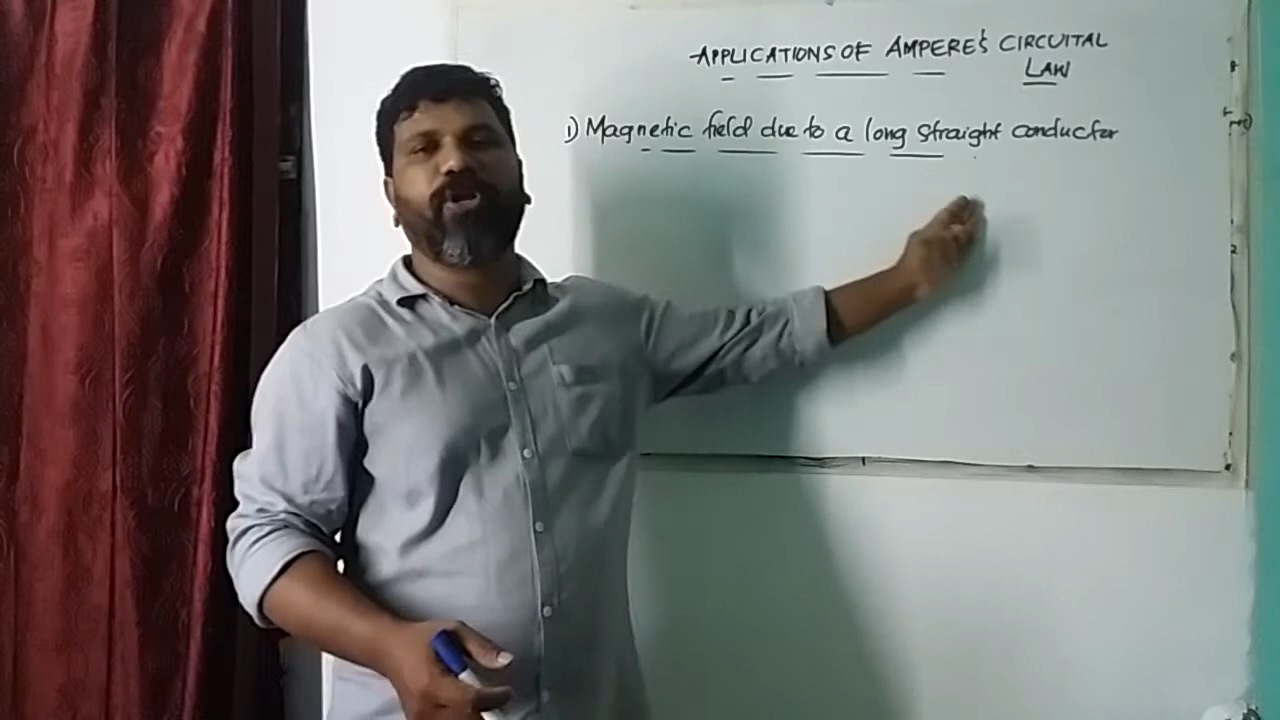 APPLICATIONS OF AMPERE'S CIRCUITAL
LAW
1) Magnetic field due to a long straight conductor